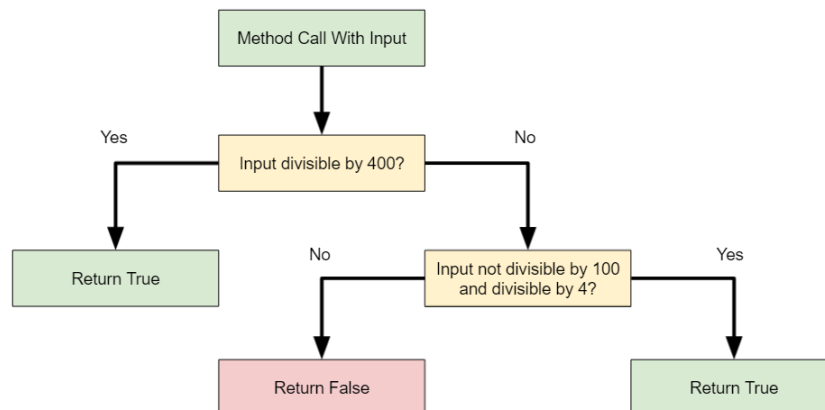 Method Call With Input
Yes
No
Input divisible by 400?
No
Yes
Return True
Input not divisible by 100
and divisible by 4?
Return False
Return True